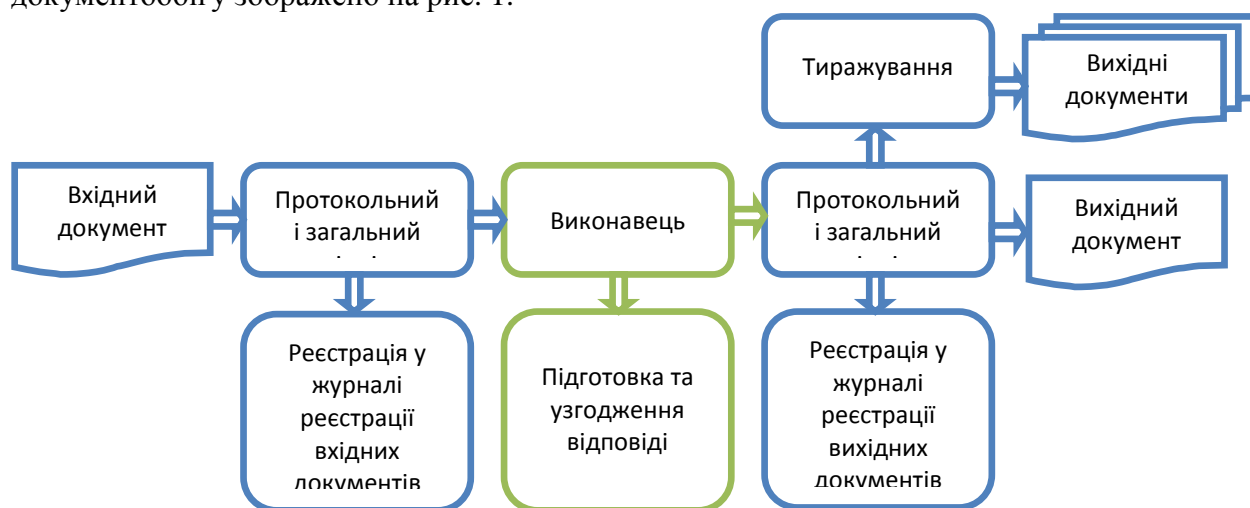 зображено на рис. 1.
Тиражування
Вихідні
документи
Вхідний
документ
Протокольний
і загальний
Виконавець
Протокольний
і загальний
Вихідний
документ
Реєстрація у
журналі
реєстрації
вхідних
документів
Підготовка та
узгодження
відповіді
Реєстрація у
журналі
реєстрації
вихідних
документів